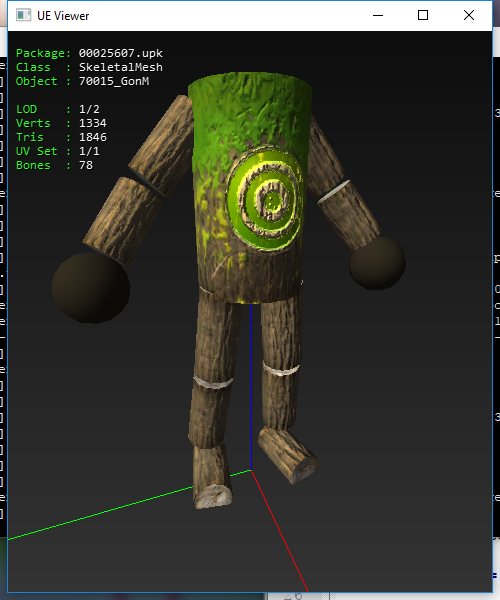 UE Viewer
Package: 00025607.upk
Class : SkeletalMesh
Object : 70015_GonM
LOD : 1/2
Verts : 1334
Tris : 1846
UV Set : 1/1
Bones : 78